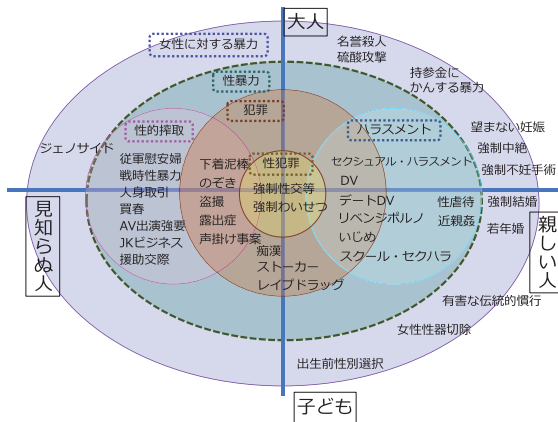 大人
女性に対する暴力
名誉殺人
硫酸攻撃
性暴力
持参金に
かんする暴力
犯罪
性的搾取
ハラスメント
望まない妊娠
ジェノサイド
強制中絶
性犯罪
従軍慰安婦
戦時性暴力
人身取引
買春
AV出演強要
JKビジネス
援助交際
下着泥棒
のぞき
盗撮
露出症
声掛け事案
強制性交等
強制わいせつ
セクシュアル・ハラスメント
DV
デートDV
リベンジポルノ
いじめ
スクール・セクハラ
性虐待
近親姦
強制不妊手術
強制結婚
若年婚
見知らぬ人
親しい人
痴漢
ストーカー
レイプドラッグ
有害な伝統的慣行
女性性器切除
出生前性別選択
子ども